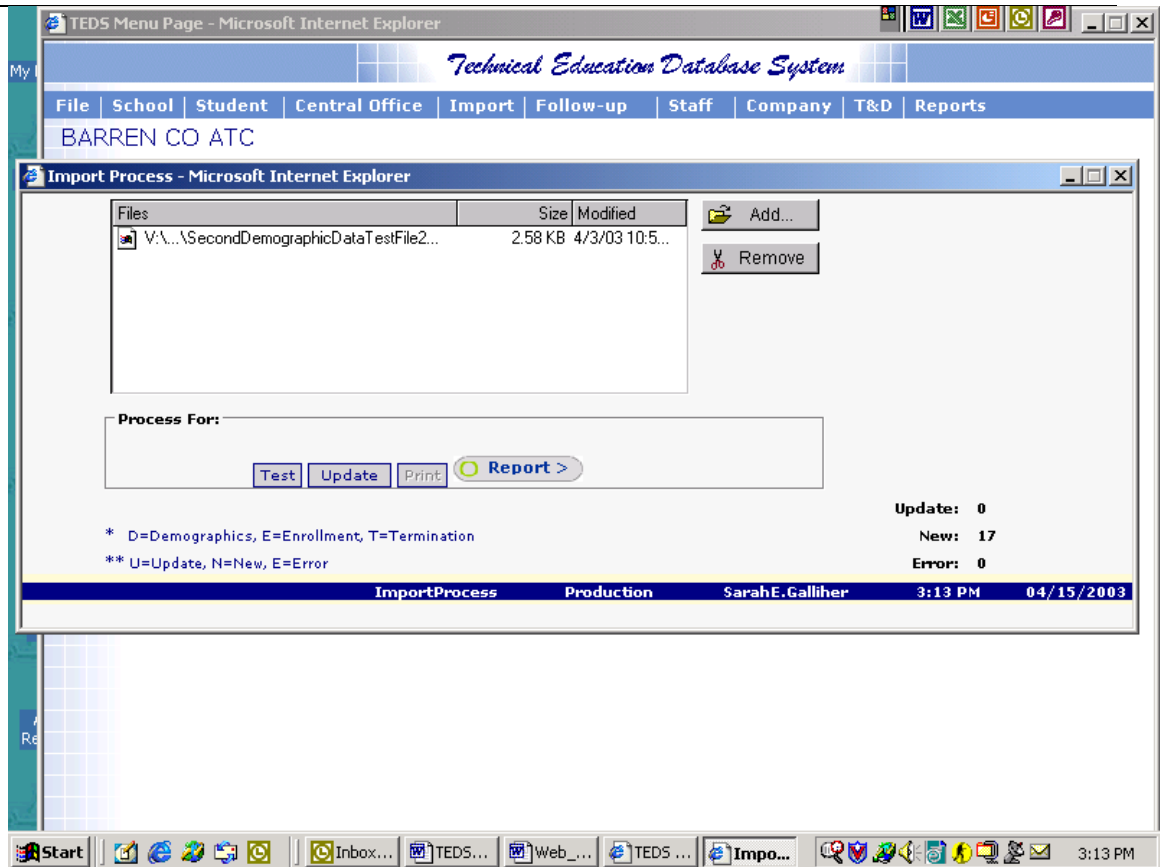 TEDS Menu Page - Microsoft Internet Explorer
My
Technical Education Database System
File | School | Student | Central Office | Import | Follow-up | Staff | Company | T&D | Reports
BARREN CO ATC
Import Process - Microsoft Internet Explorer
Files Size Modified
V:\...\SecondDemographicDataTestFile2... 2.58 KB 4/3/03 10:5...
Add...
Remove
Process For:
Test Update Print Report >
Update: 0
* D=Demographics, E=Enrollment, T=Termination
New: 17
** U=Update, N=New, E=Error
Error: 0
ImportProcess Production SarahE.Galliher 3:13 PM 04/15/2003
Re
Start Inbox... TEDS... Web_... TEDS ... Impo... 3:13 PM